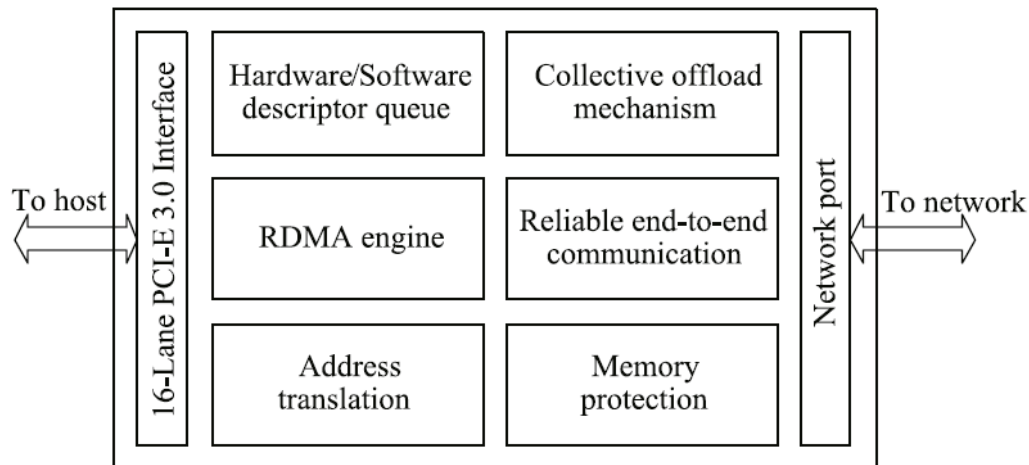 To host
16-Lane PCI-E 3.0 Interface
Hardware/Software
descriptor queue
Collective offload
mechanism
RDMA engine
Reliable end-to-end
communication
Address
translation
Memory
protection
Network port
To network